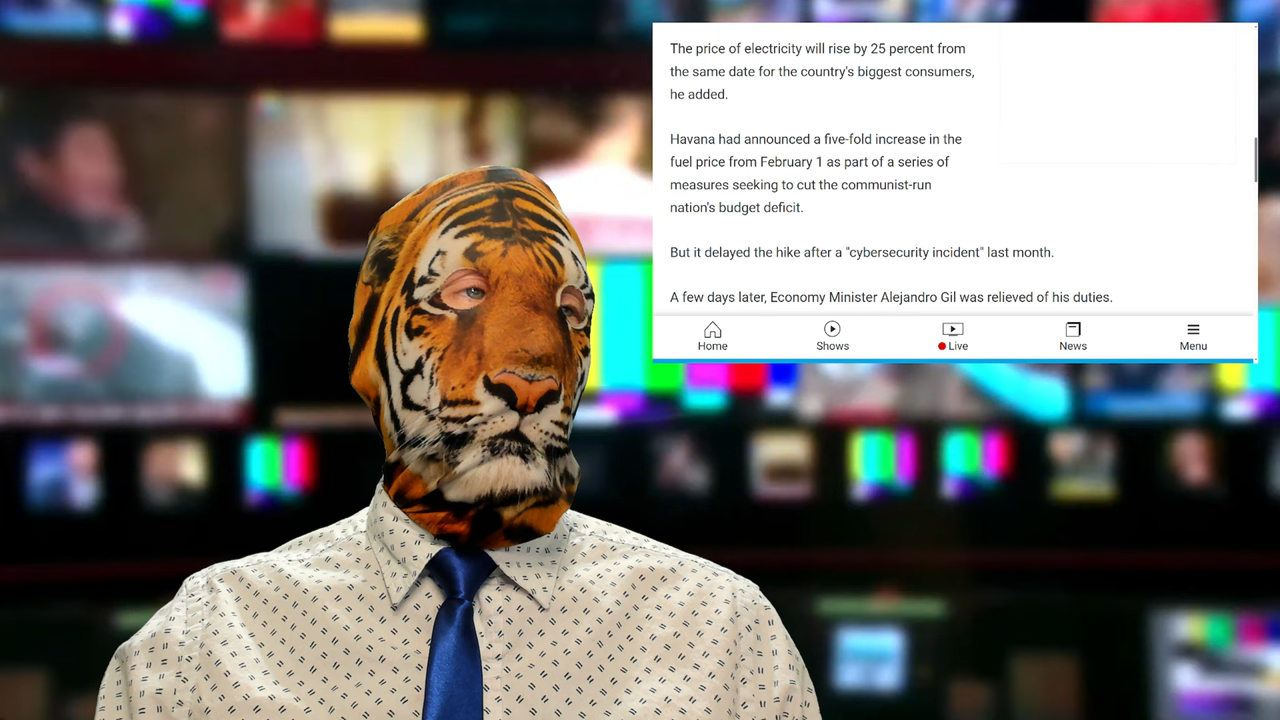 The price of electricity will rise by 25 percent from
the same date for the country's biggest consumers,
he added.
Havana had announced a five-fold increase in the
fuel price from February 1 as part of a series of
measures seeking to cut the communist-run
nation's budget deficit.
But it delayed the hike after a "cybersecurity incident" last month.
A few days later, Economy Minister Alejandro Gil was relieved of his duties.
Home
Shows
Live
News
Menu